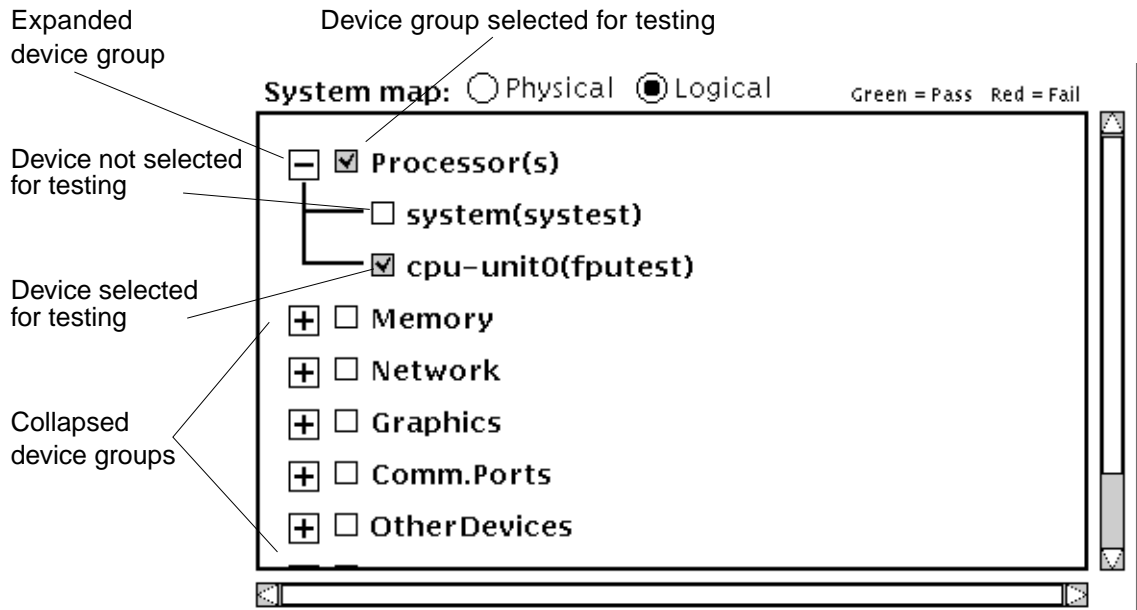 Expanded
device group
Device group selected for testing
System map: Physical Logical Green = Pass Red = Fail
Processor(s)
Device not selected
for testing
system(systest)
cpu-unit0(fputest)
Device selected
for testing
Memory
Network
Collapsed
device groups
Graphics
Comm.Ports
OtherDevices